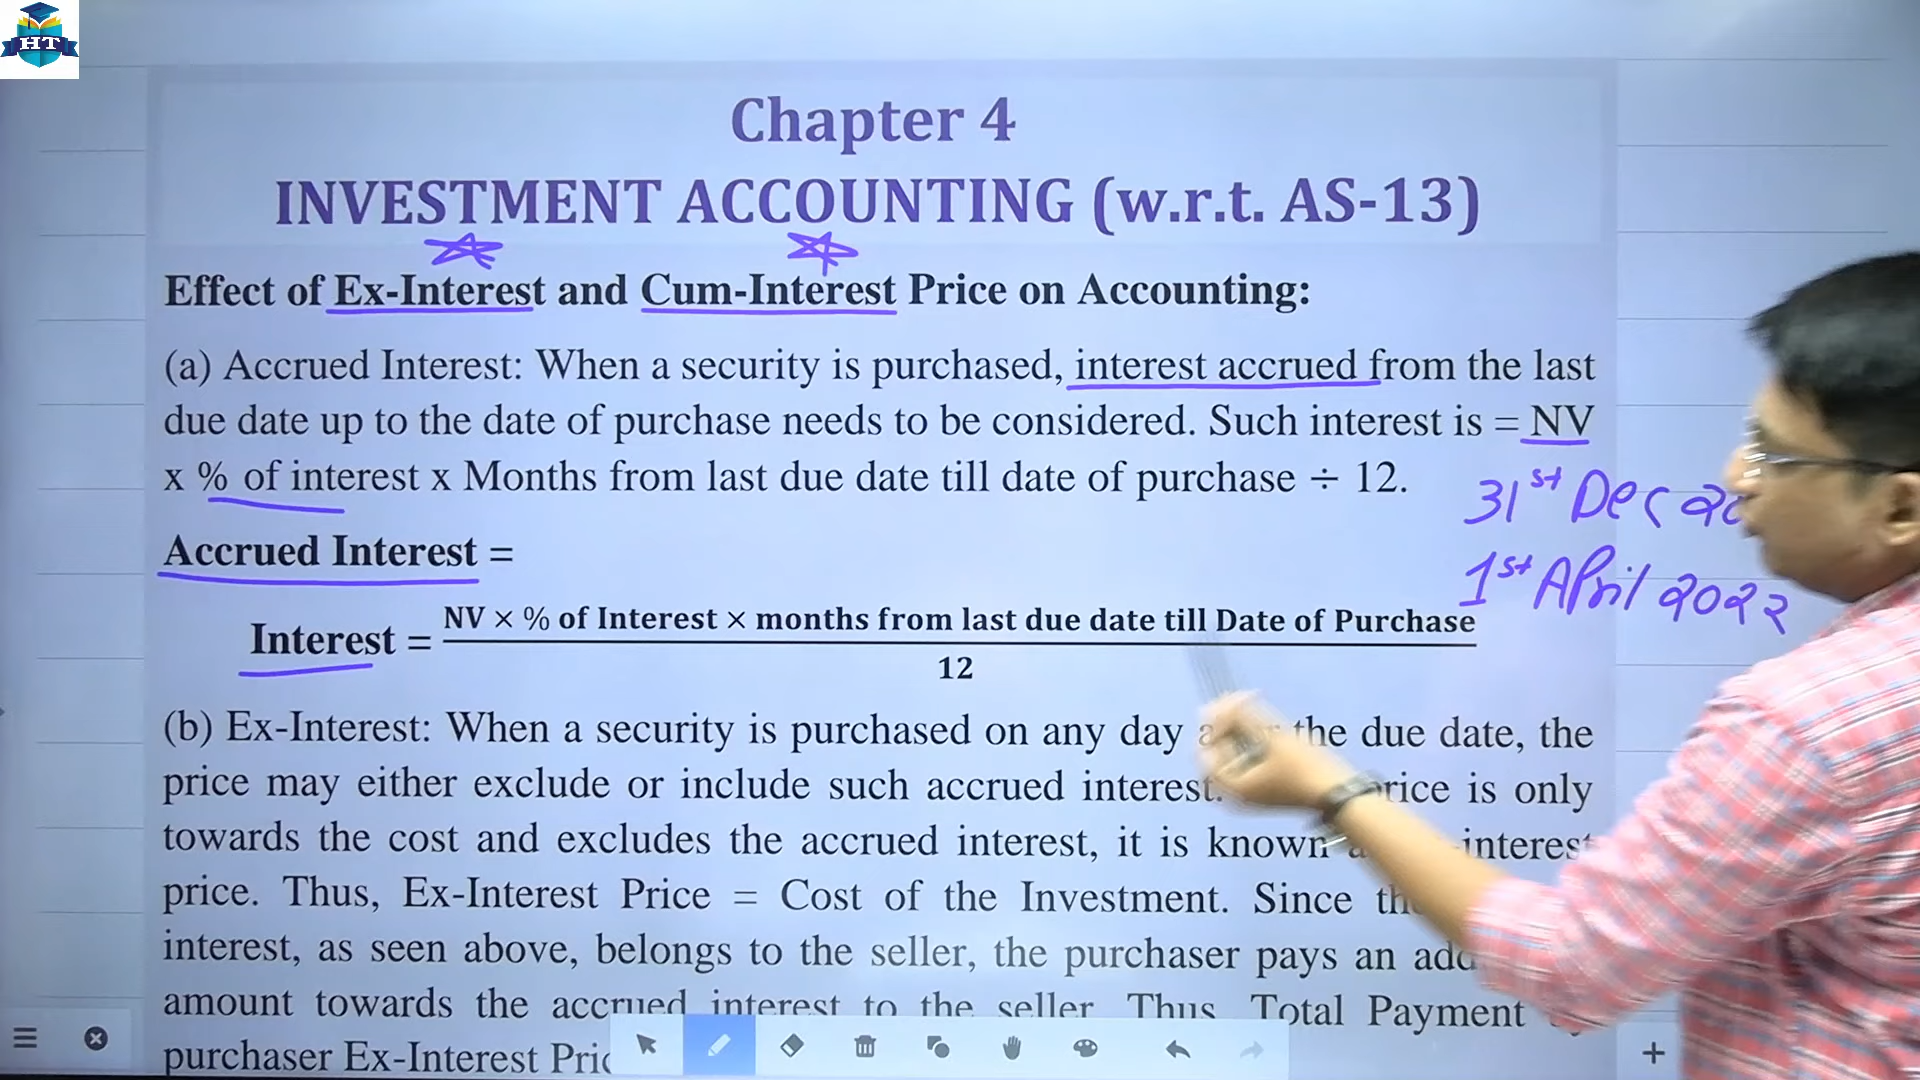 HT
Chapter 4
INVESTMENT ACCOUNTING (w.r.t. AS-13)
Effect of Ex-Interest and Cum-Interest Price on Accounting:
(a) Accrued Interest: When a security is purchased, interest accrued from the last
due date up to the date of purchase needs to be considered. Such interest is = NV
x % of interest x Months from last due date till date of purchase ÷ 12.
31st Dec
Accrued Interest =
1st April 2022
Interest = NV × % of Interest × months from last due date till Date of Purchase
12
(b) Ex-Interest: When a security is purchased on any day the due date, the
price may either exclude or include such accrued interest. price is only
towards the cost and excludes the accrued interest, it is known interest
price. Thus, Ex-Interest Price = Cost of the Investment. Since
interest, as seen above, belongs to the seller, the purchaser pays an
amount towards the accrued interest to the seller. Thus Total Payment
purchaser Ex-Interest